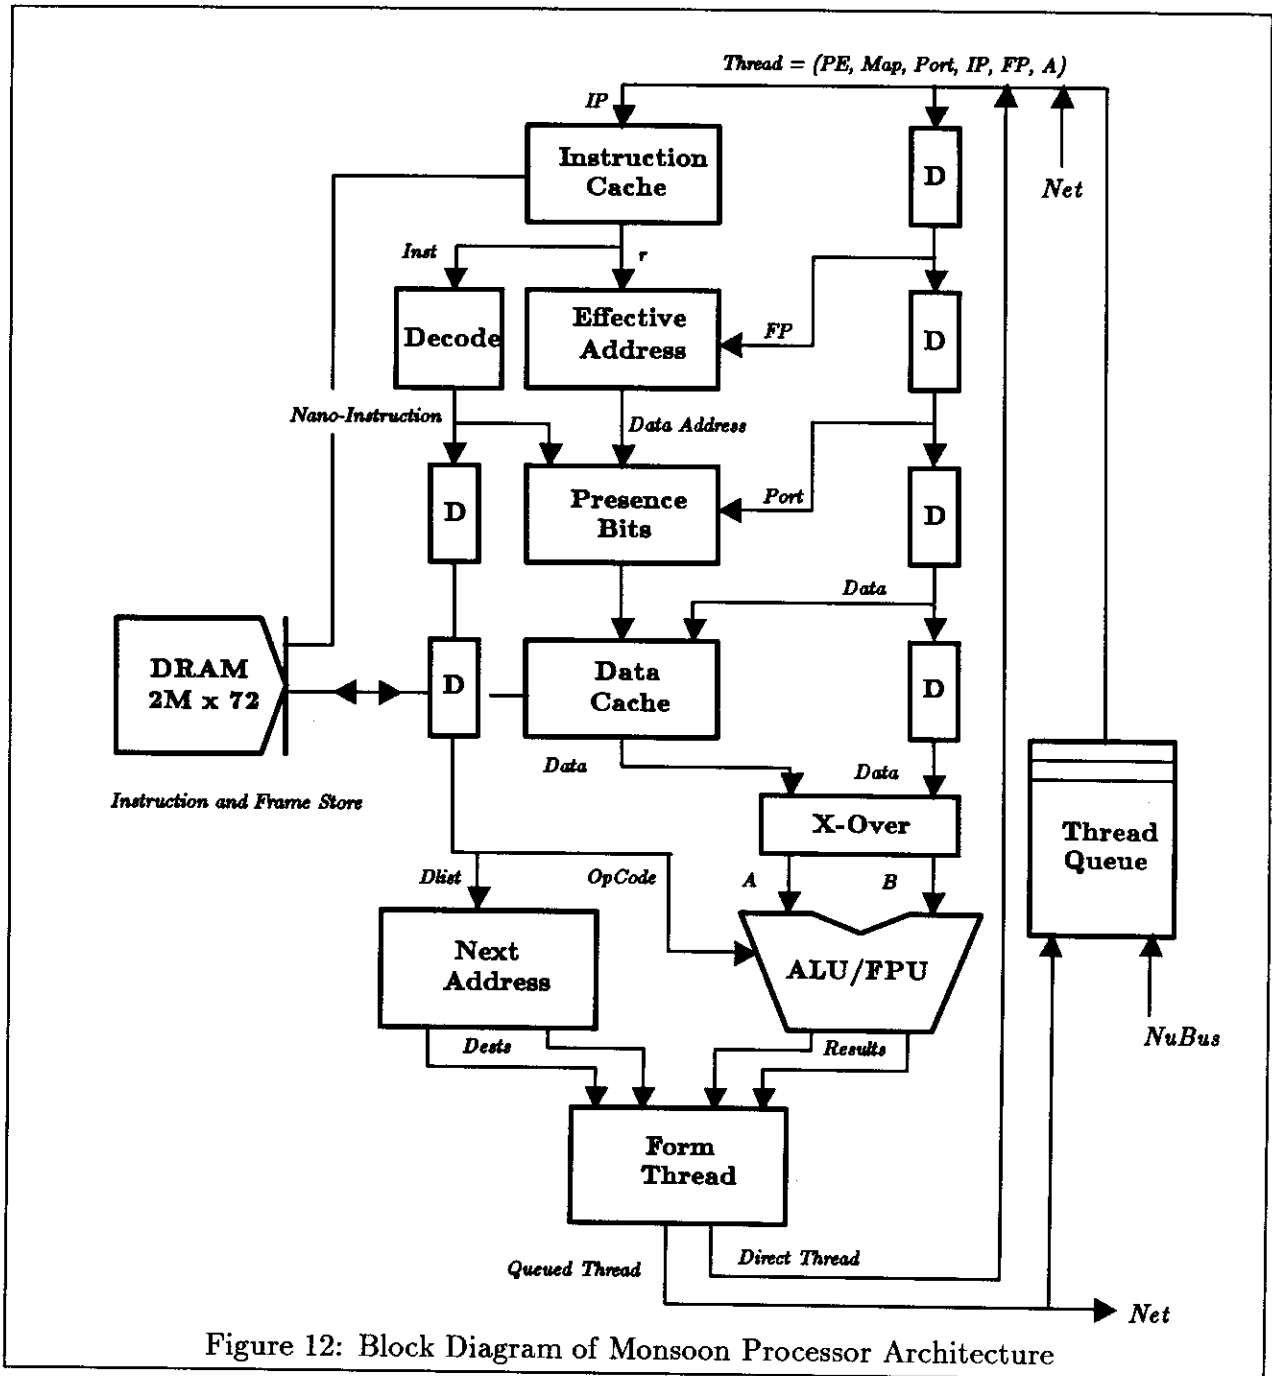 Thread = (PE, Map, Port, IP, FP, A)
IP
Instruction
Cache
D
Net
Inst
r
Decode
Effective
Address
FP
D
Nano-Instruction
Data Address
D
Presence
Bits
Port
D
Data
DRAM
2M x 72
D
Data
Cache
D
Data
Data
Instruction and Frame Store
X-Over
Thread
Queue
Dlist
OpCode
A
B
Next
Address
ALU/FPU
NuBus
Dests
Results
Form
Thread
Queued Thread
Direct Thread
Net
Figure 12: Block Diagram of Monsoon Processor Architecture